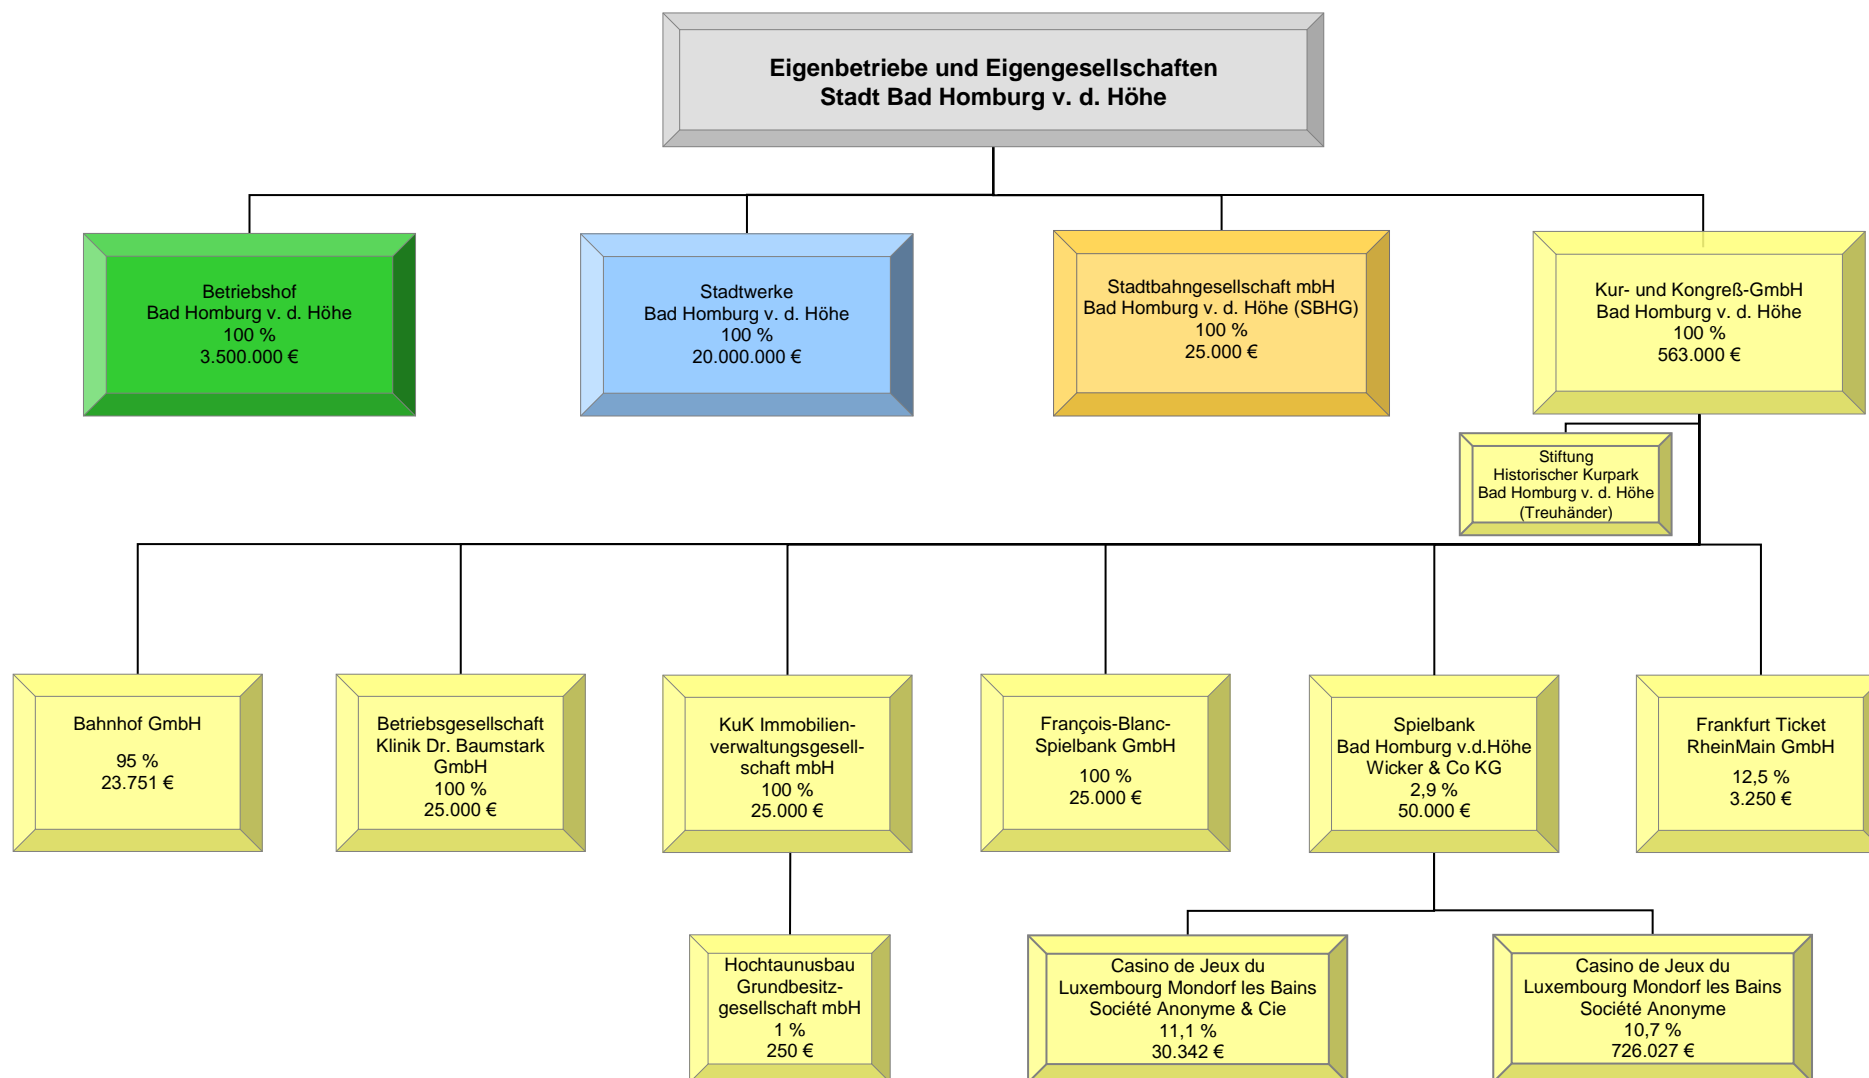 Eigenbetriebe und Eigengesellschaften
Stadt Bad Homburg v. d. Höhe
Betriebshof
Bad Homburg v. d. Höhe
100 %
3.500.000 €
Stadtwerke
Bad Homburg v. d. Höhe
100 %
20.000.000 €
Stadtbahngesellschaft mbH
Bad Homburg v. d. Höhe (SBHG)
100 %
25.000 €
Kur- und Kongreß-GmbH
Bad Homburg v. d. Höhe
100 %
563.000 €
Stiftung
Historischer Kurpark
Bad Homburg v. d. Höhe
(Treuhänder)
Bahnhof GmbH
95 %
23.751 €
Betriebsgesellschaft
Klinik Dr. Baumstark
GmbH
100 %
25.000 €
KuK Immobilien-
verwaltungsgesell-
schaft mbH
100 %
25.000 €
François-Blanc-
Spielbank GmbH
100 %
25.000 €
Spielbank
Bad Homburg v.d.Höhe
Wicker & Co KG
2,9 %
50.000 €
Frankfurt Ticket
RheinMain GmbH
12,5 %
3.250 €
Hochtaunusbau
Grundbesitz-
gesellschaft mbH
1 %
250 €
Casino de Jeux du
Luxembourg Mondorf les Bains
Société Anonyme & Cie
11,1 %
30.342 €
Casino de Jeux du
Luxembourg Mondorf les Bains
Société Anonyme
10,7 %
726.027 €